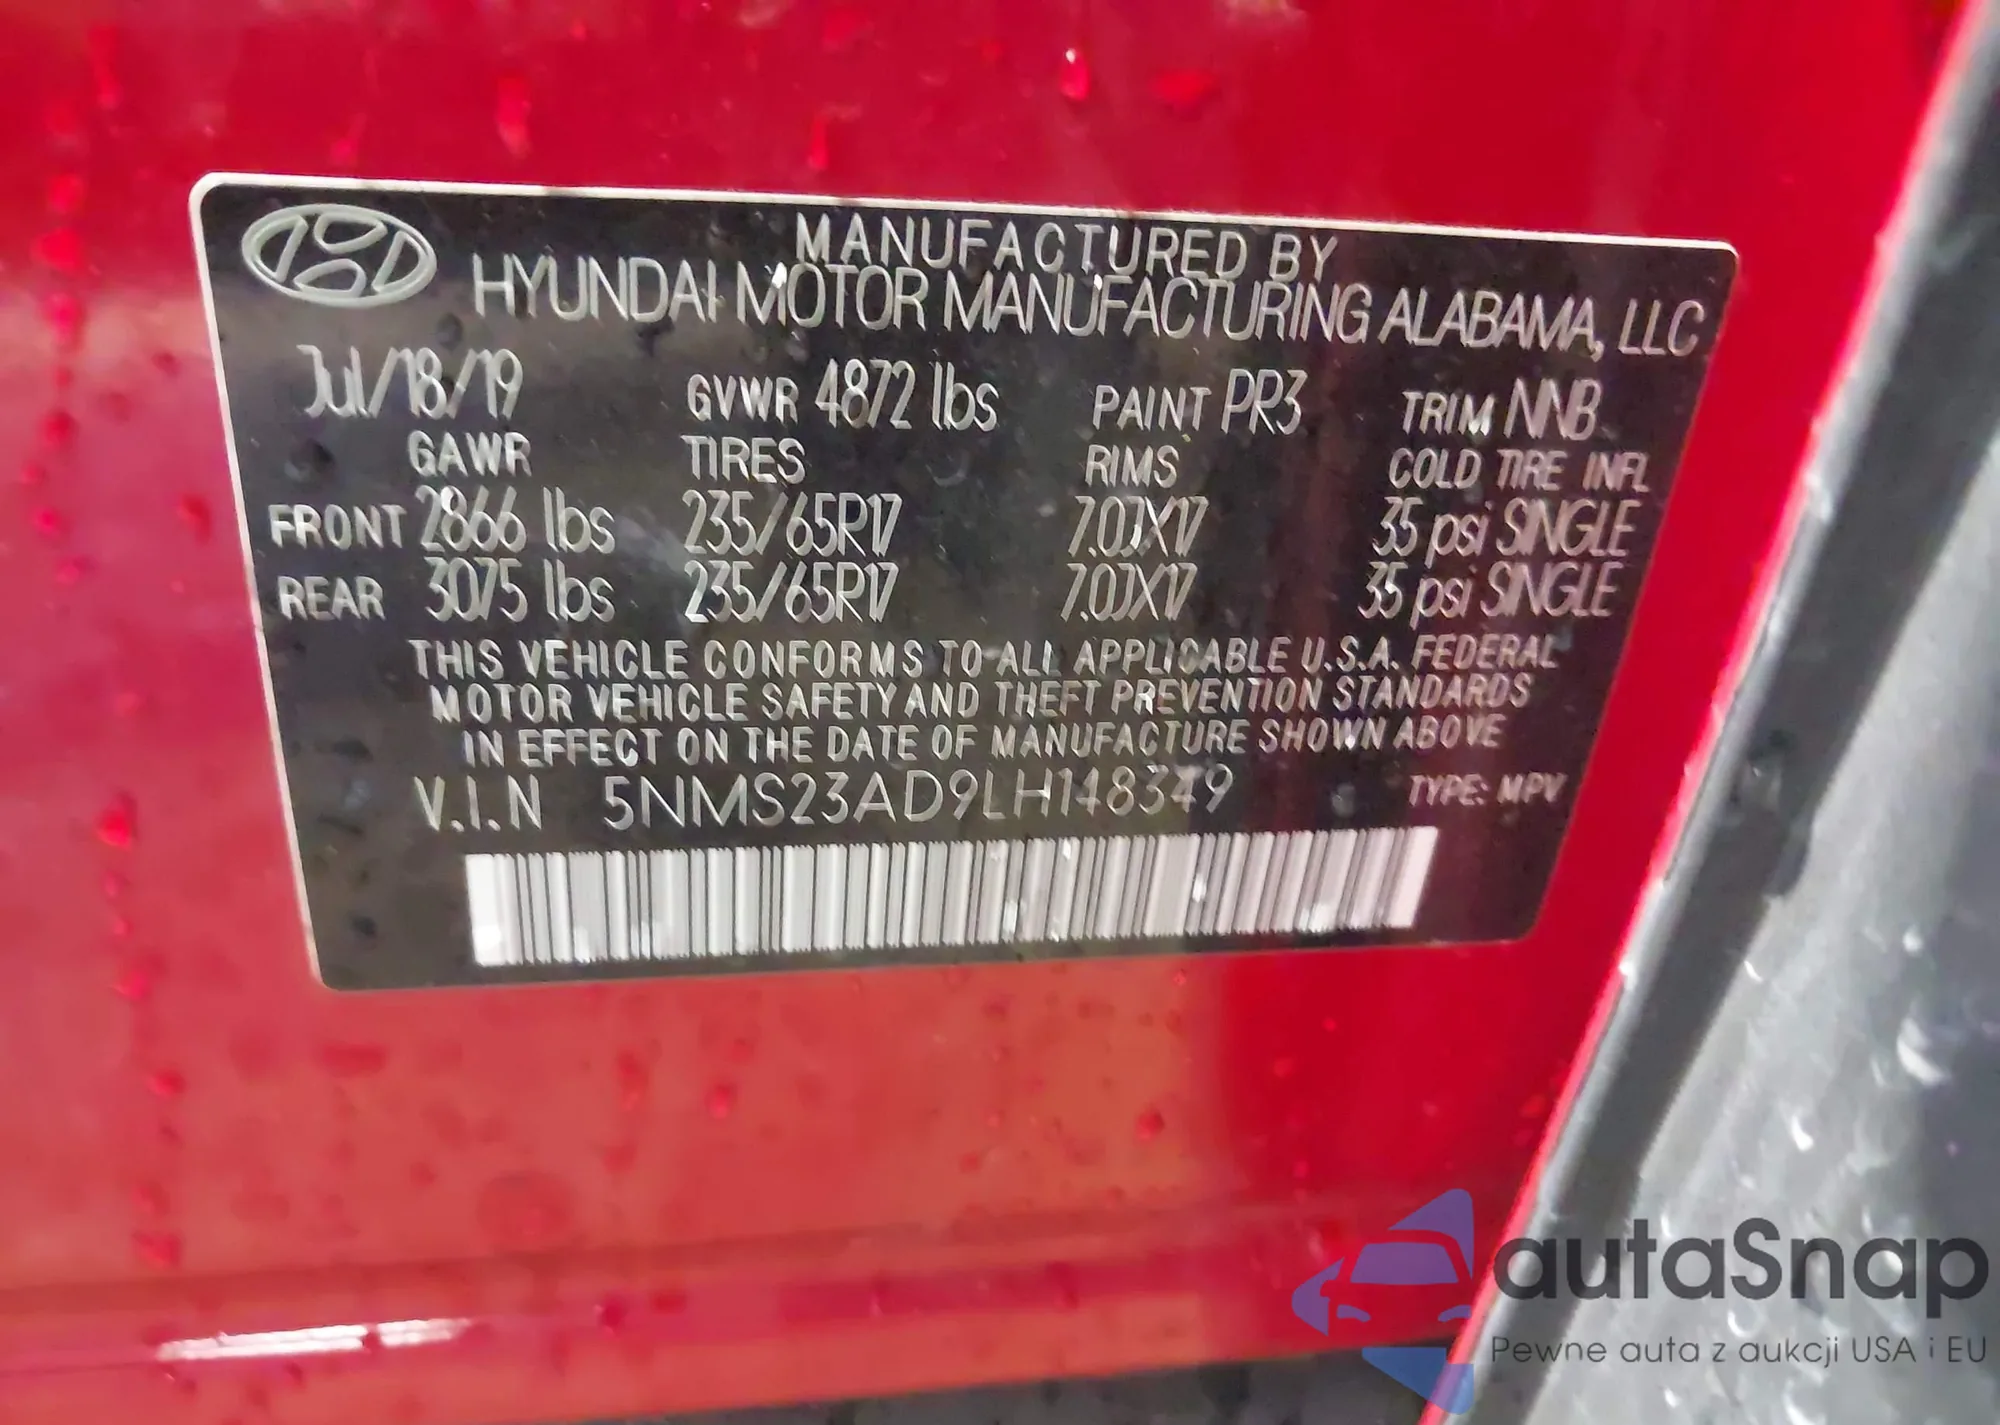 MANUFACTURED BY
HYUNDAI MOTOR MANUFACTURING ALABAMA, LLC
Jul/18/19 GVWR 4872 lbs PAINT PR3 TRIM NNB
GAWR TIRES RIMS COLD TIRE INFL
FRONT 2866 lbs 235/65R17 7.0JX17 35 psi SINGLE
REAR 3075 lbs 235/65R17 7.0JX17 35 psi SINGLE
THIS VEHICLE CONFORMS TO ALL APPLICABLE U.S.A. FEDERAL
MOTOR VEHICLE SAFETY AND THEFT PREVENTION STANDARDS
IN EFFECT ON THE DATE OF MANUFACTURE SHOWN ABOVE
V.I.N 5NMS23AD9LH148349 TYPE: MPV
autaSnap
Pewne auta z aukcji USA i EU